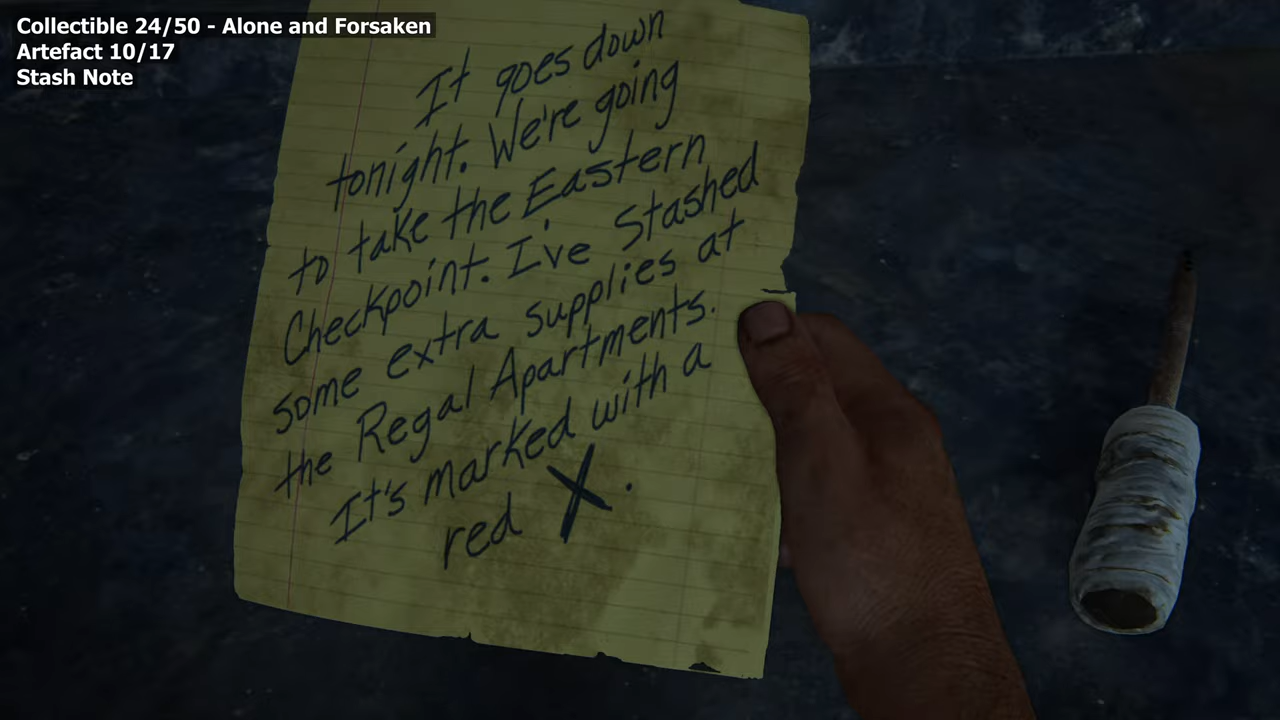 Collectible 24/50 - Alone and Forsaken
Artefact 10/17
Stash Note
It goes down
tonight. We're going
to take the Eastern
Checkpoint. I've Stashed
some extra supplies at
the Regal Apartments.
It's marked with a
red X.